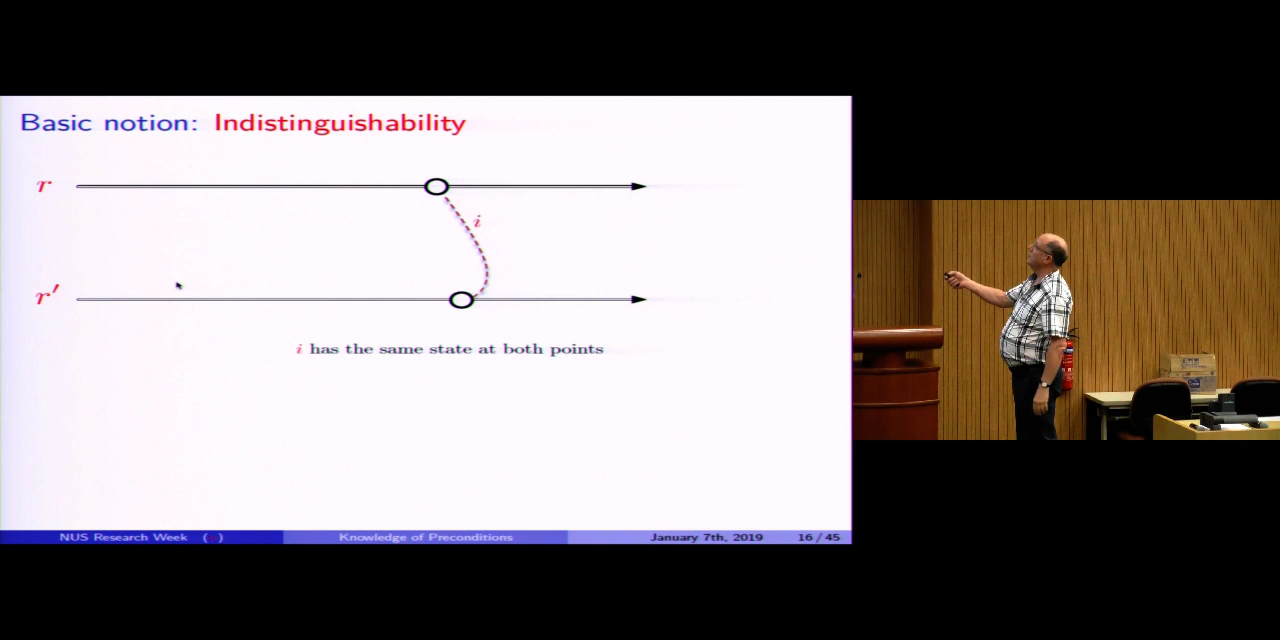 Basic notion: Indistinguishability
r
i
r′
i has the same state at both points
NUS Research Week ( ) Knowledge of Preconditions January 7th, 2019 16 / 45